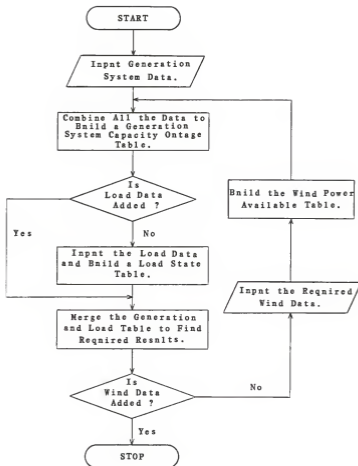 START
Inpnt Generation
System Data.
Combine All the Data to
Bnild a Generation
System Capacity Ontage
Table.
Is
Load Data
Added ?
Bnild the Wind Power
Available Table.
Yes
No
Inpnt the Load Data
and Bnild a Load State
Table.
Inpnt the Reqnired
Wind Data.
Merge the Generation
and Load Table to Find
Reqnired Resnlts.
Is
Wind Data
Added ?
No
Yes
STOP